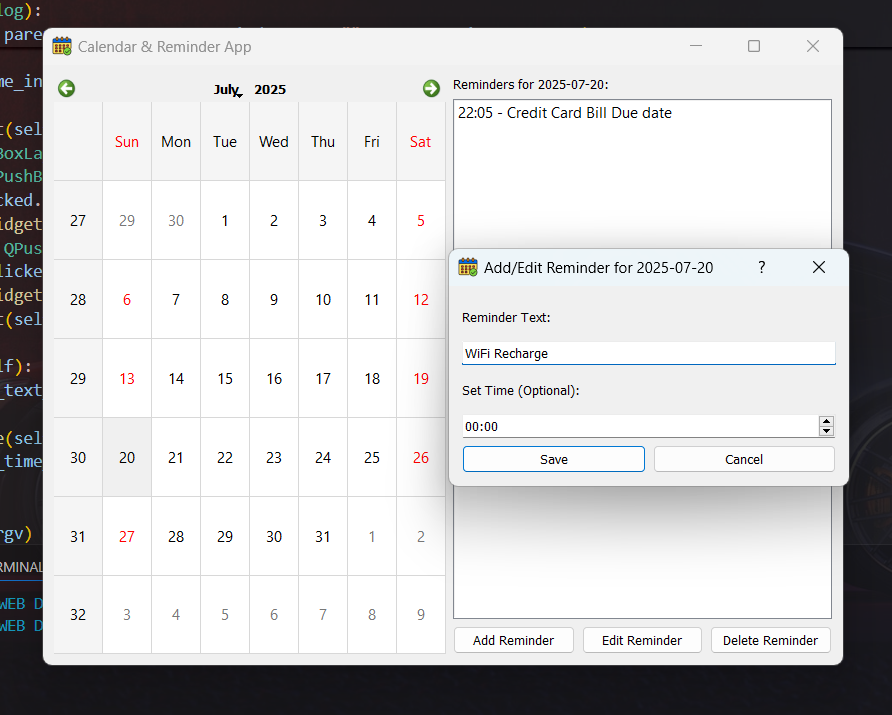 log):
pare
me_in
t(sel
BoxLa
PushB
cked.
idget
QPus
licke
idget
t(sel
lf):
_text
e(sel
_time
rgv)
RMINAL
WEB D
WEB D
Calendar & Reminder App
July, 2025
Sun Mon Tue Wed Thu Fri Sat
27 29 30 1 2 3 4 5
28 6 7 8 9 10 11 12
29 13 14 15 16 17 18 19
30 20 21 22 23 24 25 26
31 27 28 29 30 31 1 2
32 3 4 5 6 7 8 9
Reminders for 2025-07-20:
22:05 - Credit Card Bill Due date
Add/Edit Reminder for 2025-07-20 ?
Reminder Text:
WiFi Recharge
Set Time (Optional):
00:00
Save Cancel
Add Reminder Edit Reminder Delete Reminder